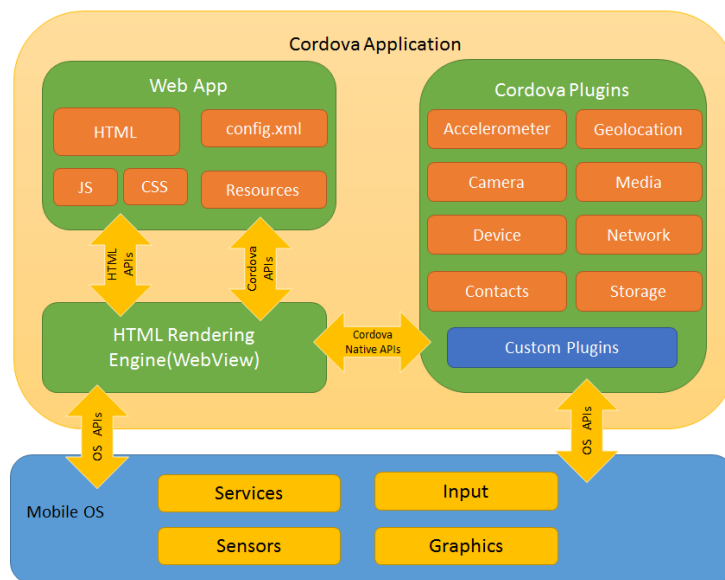 Cordova Application
Web App
HTML
config.xml
JS
CSS
Resources
HTML
APIs
Cordova
APIs
HTML Rendering
Engine(WebView)
Cordova
Native APIs
Cordova Plugins
Accelerometer
Geolocation
Camera
Media
Device
Network
Contacts
Storage
Custom Plugins
OS APIs
OS APIs
Mobile OS
Services
Input
Sensors
Graphics